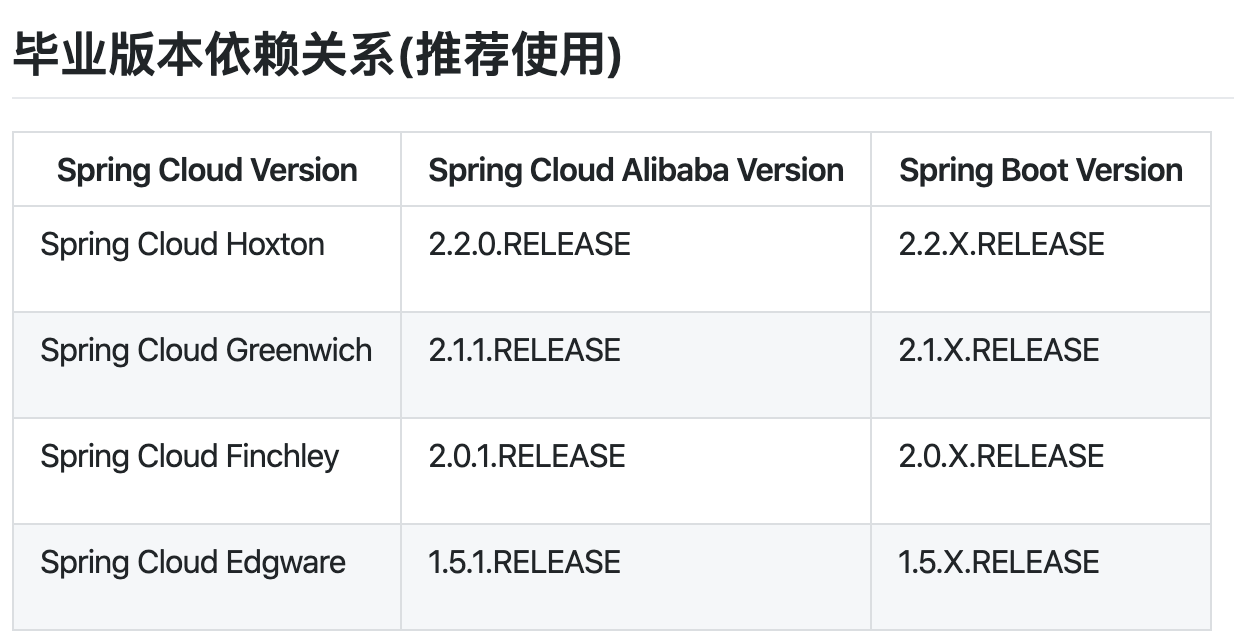 毕业版本依赖关系(推荐使用)
Spring Cloud Version Spring Cloud Alibaba Version Spring Boot Version
Spring Cloud Hoxton 2.2.0.RELEASE 2.2.X.RELEASE
Spring Cloud Greenwich 2.1.1.RELEASE 2.1.X.RELEASE
Spring Cloud Finchley 2.0.1.RELEASE 2.0.X.RELEASE
Spring Cloud Edgware 1.5.1.RELEASE 1.5.X.RELEASE